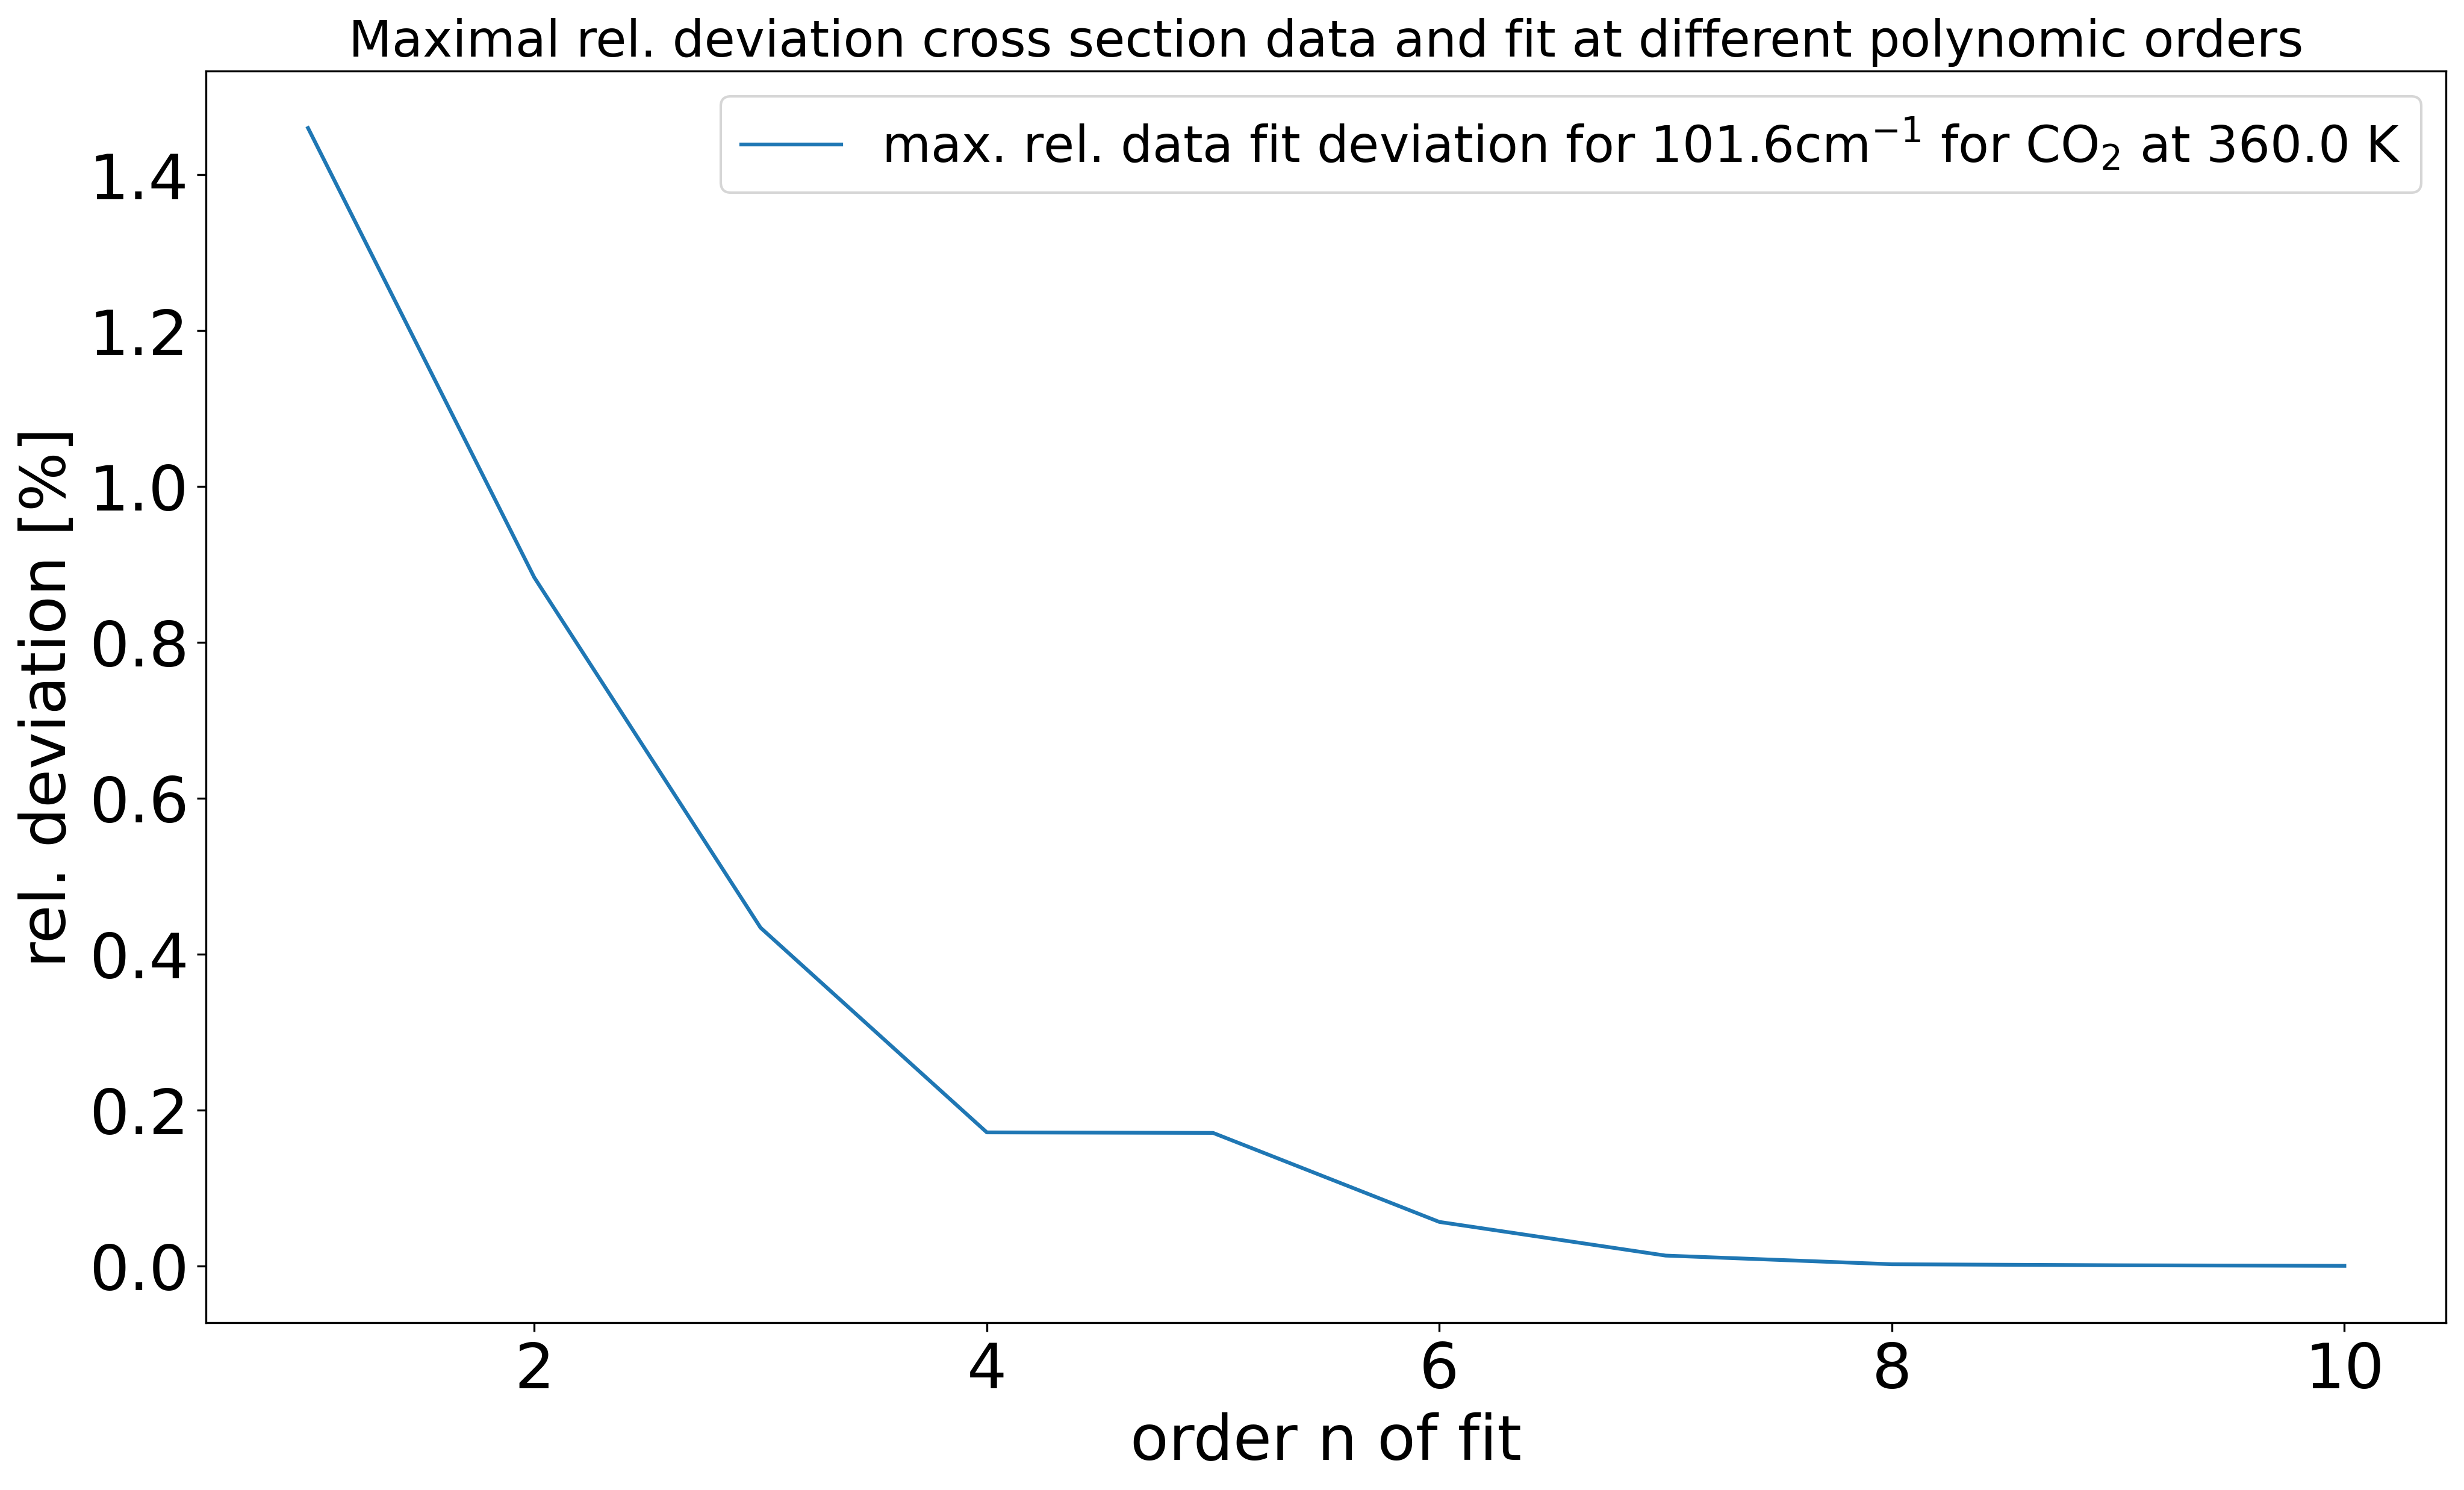 Maximal rel. deviation cross section data and fit at different polynomic orders
max. rel. data fit deviation for 101.6cm⁻¹ for CO₂ at 360.0 K
rel. deviation [%]
1.4
1.2
1.0
0.8
0.6
0.4
0.2
0.0
2 4 6 8 10
order n of fit